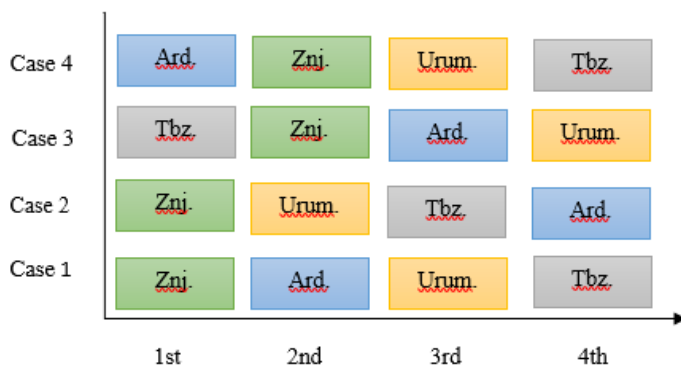 Case 4 Ard. Znj. Urum. Tbz.
Case 3 Tbz. Znj. Ard. Urum.
Case 2 Znj. Urum. Tbz. Ard.
Case 1 Znj. Ard. Urum. Tbz.
1st 2nd 3rd 4th